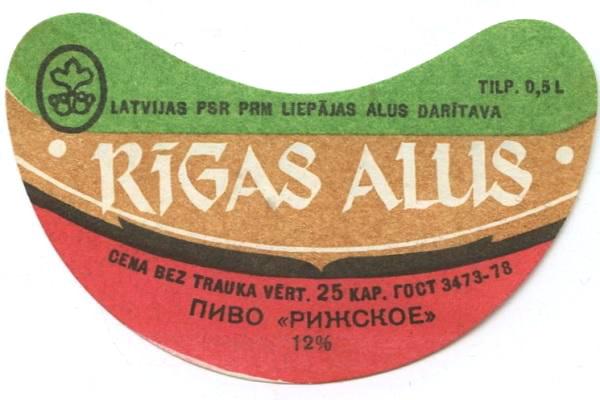 TILP. 0,5 L
LATVIJAS PSR PRM LIEPĀJAS ALUS DARĪTAVA
• RĪGAS ALUS •
CENA BEZ TRAUKA VĒRT. 25 KAP. ГОСТ 3473-78
ПИВО «РИЖСКОЕ»
12%